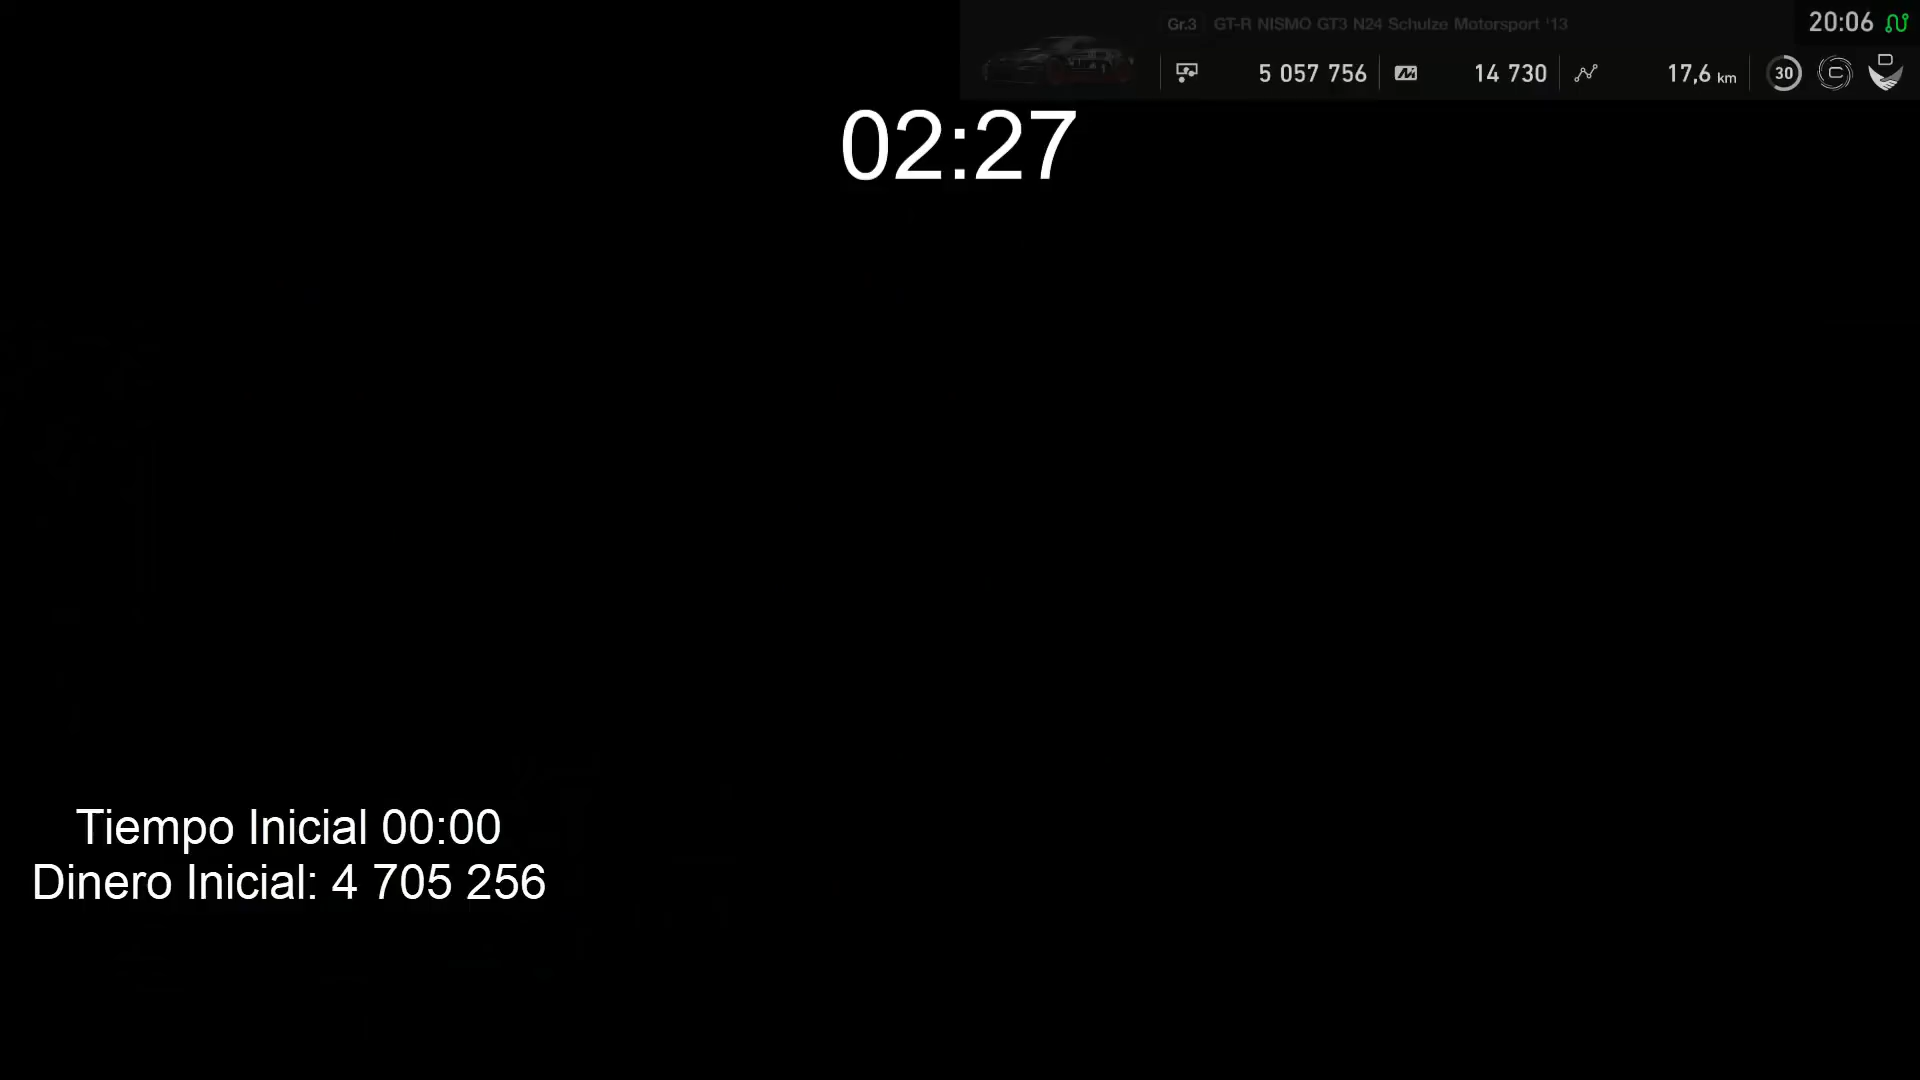 20:06
Gr.3 GT-R NISMO GT3 N24 Schulze Motorsport '13
5 057 756 14 730 17,6 km 30 C D
02:27
Tiempo Inicial 00:00
Dinero Inicial: 4 705 256